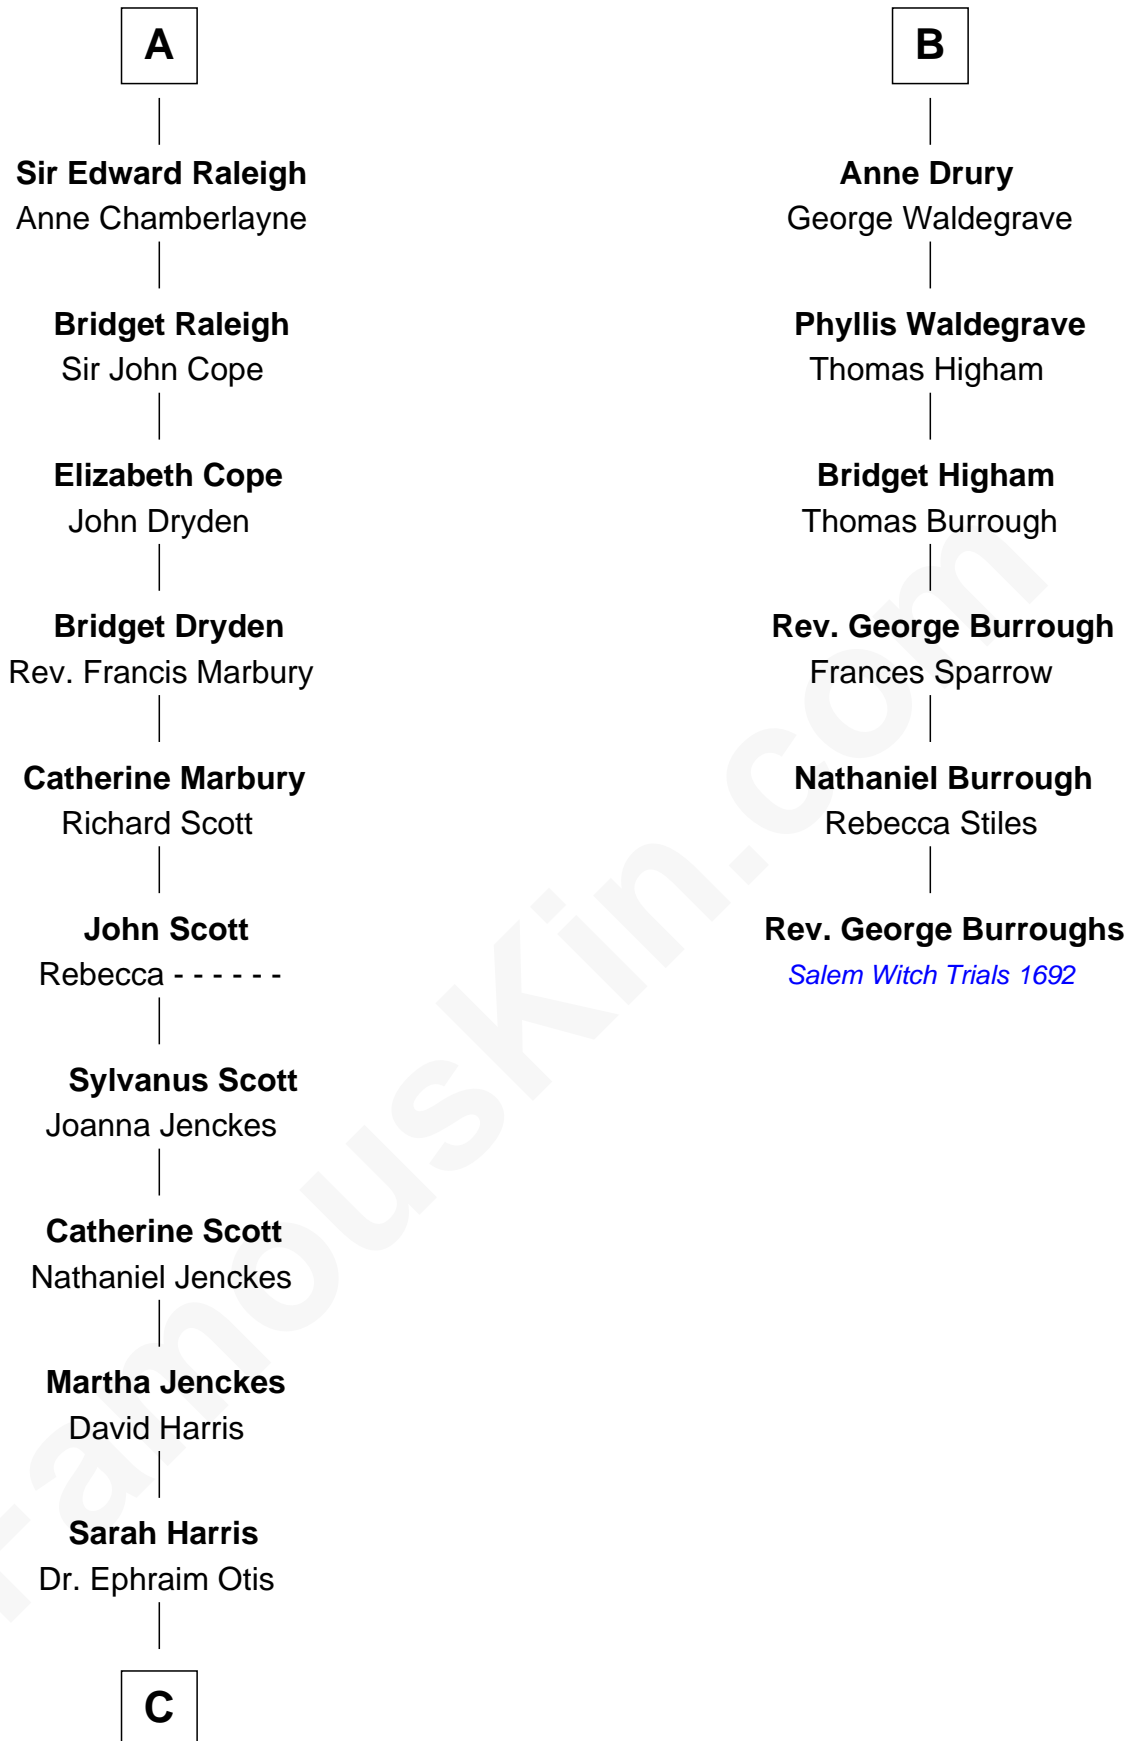 A
Sir Edward Raleigh
Anne Chamberlayne
Bridget Raleigh
Sir John Cope
Elizabeth Cope
John Dryden
Bridget Dryden
Rev. Francis Marbury
Catherine Marbury
Richard Scott
John Scott
Rebecca - - - - - -
Sylvanus Scott
Joanna Jenckes
Catherine Scott
Nathaniel Jenckes
Martha Jenckes
David Harris
Sarah Harris
Dr. Ephraim Otis
C
B
Anne Drury
George Waldegrave
Phyllis Waldegrave
Thomas Higham
Bridget Higham
Thomas Burrough
Rev. George Burrough
Frances Sparrow
Nathaniel Burrough
Rebecca Stiles
Rev. George Burroughs
Salem Witch Trials 1692
FamousKin.com